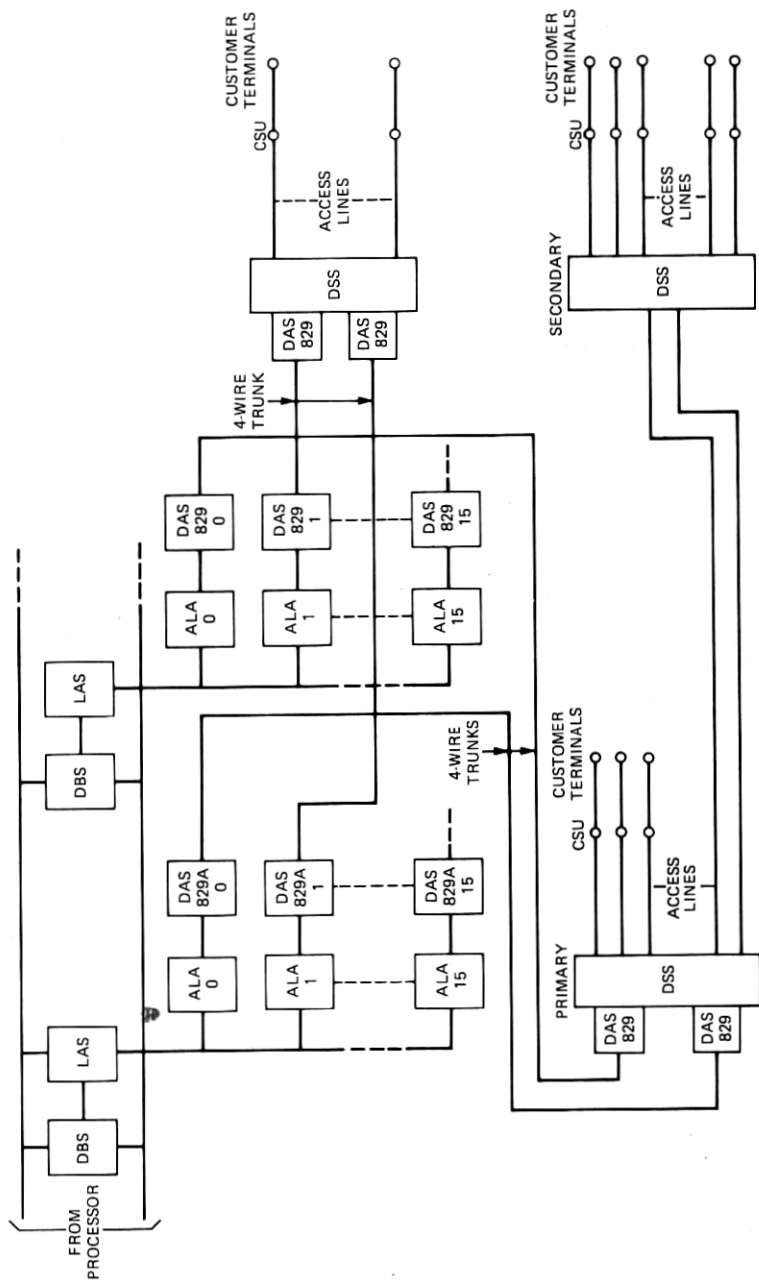 FROM
PROCESSOR
DBS
LAS
DBS
LAS
ALA
0
DAS
829A
0
ALA
1
DAS
829A
1
ALA
15
DAS
829A
15
ALA
0
DAS
829
0
ALA
1
DAS
829
1
ALA
15
DAS
829
15
4-WIRE
TRUNK
DAS
829
DAS
829
DSS
ACCESS
LINES
CSU
CUSTOMER
TERMINALS
4-WIRE
TRUNKS
PRIMARY
DAS
829
DAS
829
DSS
ACCESS
LINES
CSU
CUSTOMER
TERMINALS
SECONDARY
DSS
ACCESS
LINES
CSU
CUSTOMER
TERMINALS